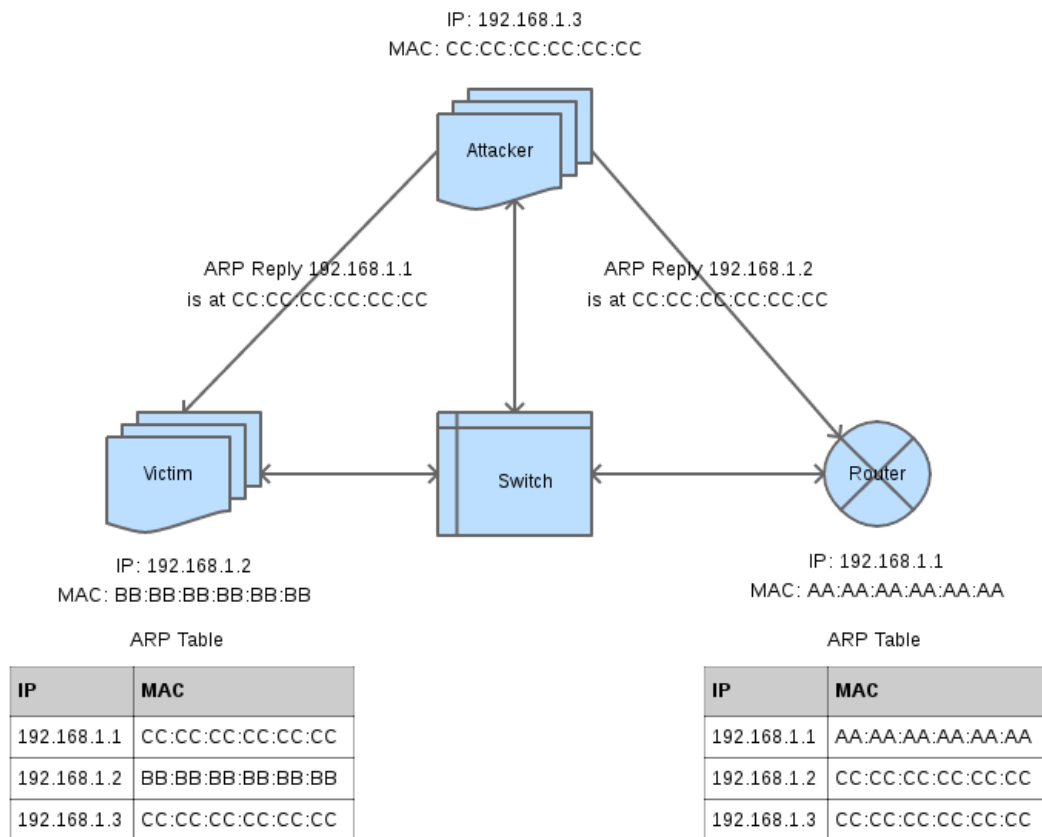 IP: 192.168.1.3
MAC: CC:CC:CC:CC:CC:CC
Attacker
ARP Reply 192.168.1.1
is at CC:CC:CC:CC:CC:CC
ARP Reply 192.168.1.2
is at CC:CC:CC:CC:CC:CC
Victim
Switch
Router
IP: 192.168.1.2
MAC: BB:BB:BB:BB:BB:BB
IP: 192.168.1.1
MAC: AA:AA:AA:AA:AA:AA
ARP Table
IP MAC
192.168.1.1 CC:CC:CC:CC:CC:CC
192.168.1.2 BB:BB:BB:BB:BB:BB
192.168.1.3 CC:CC:CC:CC:CC:CC
ARP Table
IP MAC
192.168.1.1 AA:AA:AA:AA:AA:AA
192.168.1.2 CC:CC:CC:CC:CC:CC
192.168.1.3 CC:CC:CC:CC:CC:CC